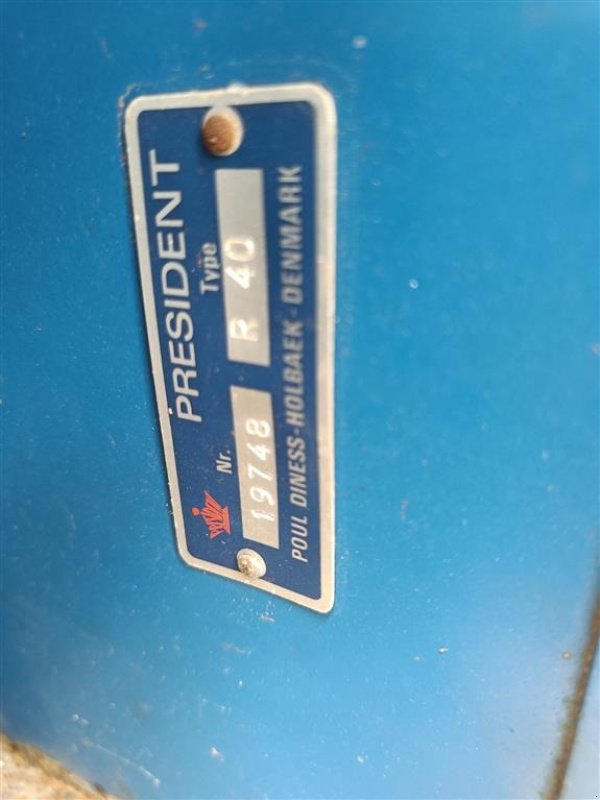 PRESIDENT
Nr. 19748 Type R 40
POUL DINESS-HOLBAEK-DENMARK